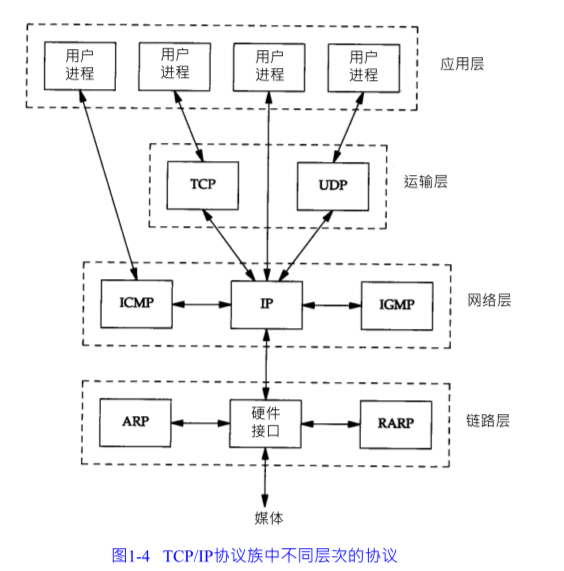 用户
进程
用户
进程
用户
进程
用户
进程
应用层
TCP
UDP
运输层
ICMP
IP
IGMP
网络层
ARP
硬件
接口
RARP
链路层
媒体
图1-4 TCP/IP协议族中不同层次的协议